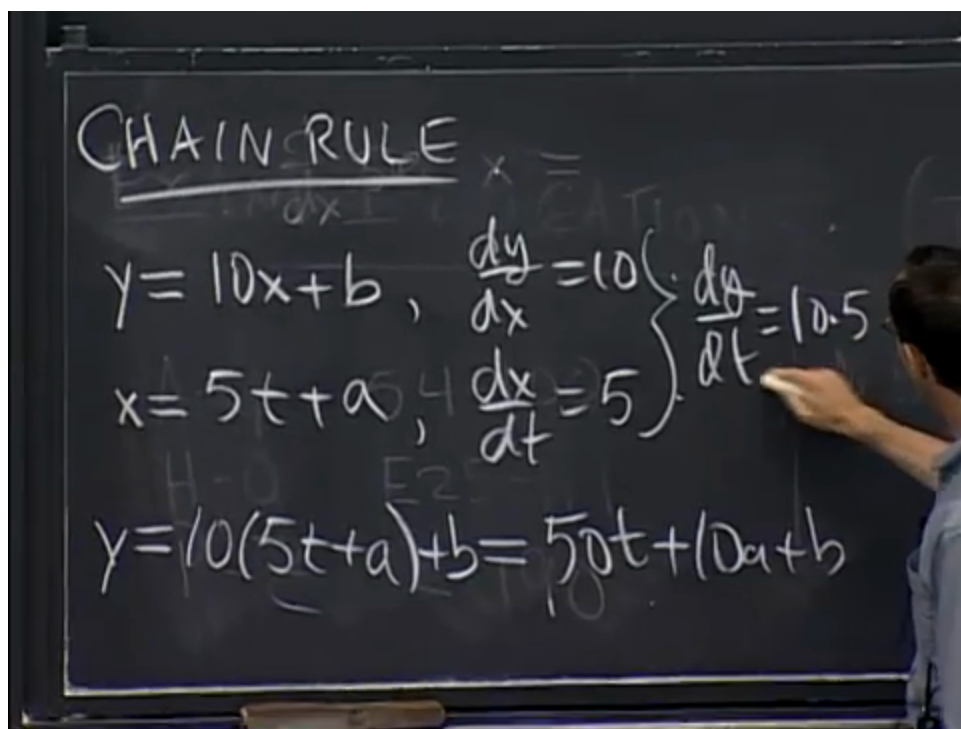 CHAIN RULE
y = 10x + b , dy/dx = 10 } dy/dt = 10.5
x = 5t + a , dx/dt = 5
y = 10(5t + a) + b = 50t + 10a + b